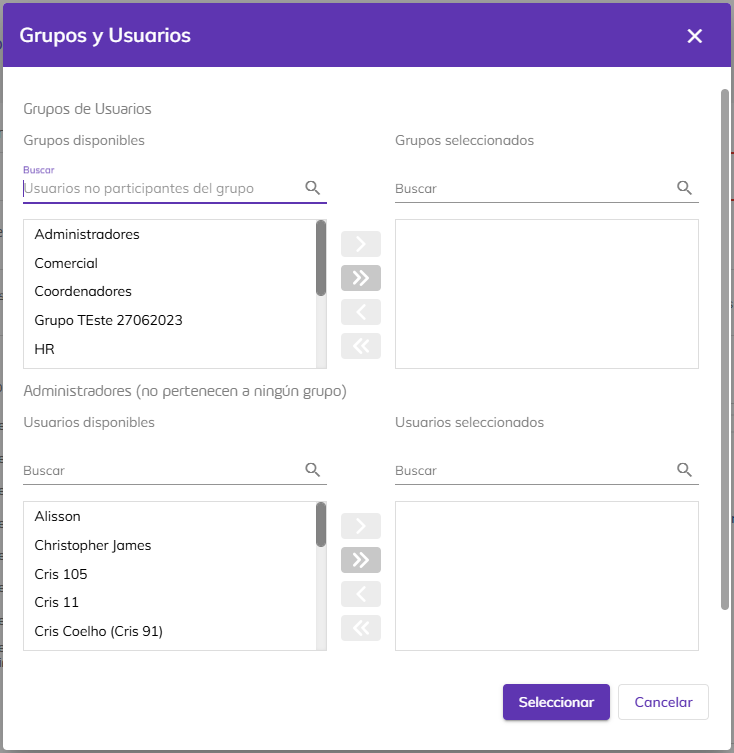 Grupos y Usuarios
Grupos de Usuarios
Grupos disponibles
Grupos seleccionados
Buscar
Usuarios no participantes del grupo
Buscar
Administradores
Comercial
Coordenadores
Grupo TEste 27062023
HR
Administradores (no pertenecen a ningún grupo)
Usuarios disponibles
Usuarios seleccionados
Buscar
Buscar
Alisson
Christopher James
Cris 105
Cris 11
Cris Coelho (Cris 91)
Seleccionar
Cancelar